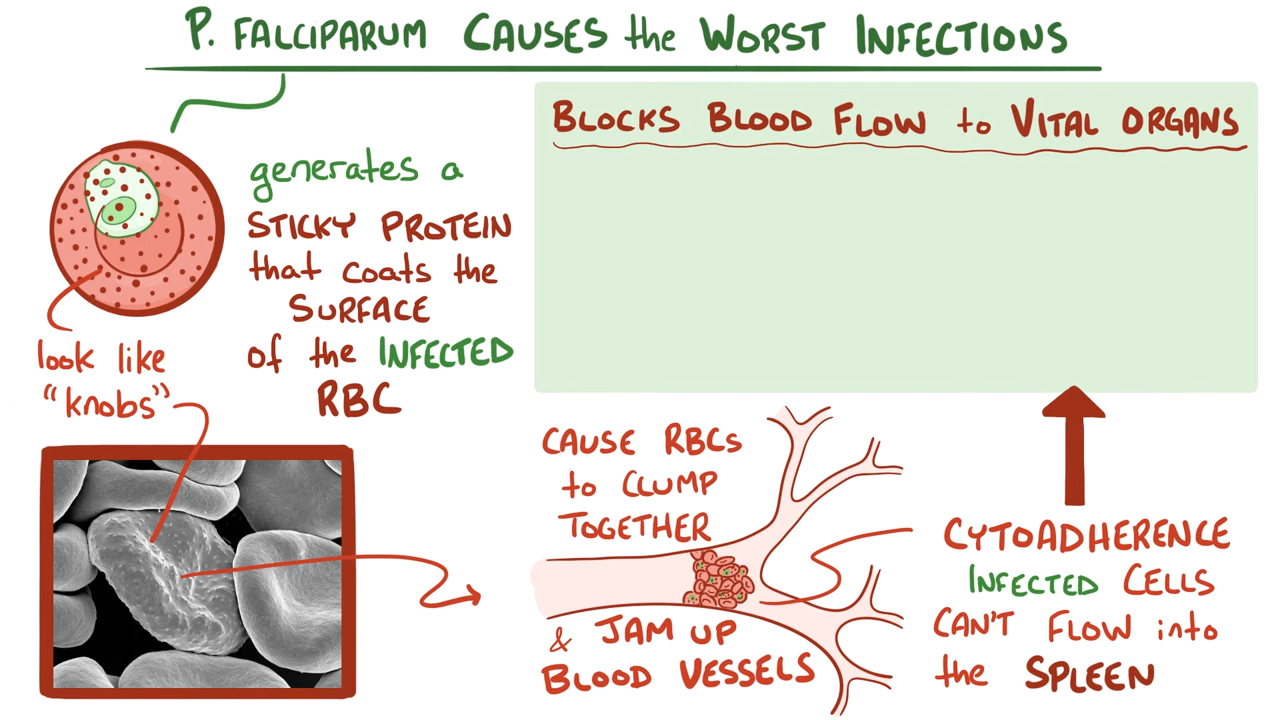 P. FALCIPARUM CAUSES the WORST INFECTIONS
generates a
STICKY PROTEIN
that coats the
SURFACE
of the INFECTED
RBC
look like
"knobs"
BLOCKS BLOOD FLOW to VITAL ORGANS
CAUSE RBCs
to CLUMP
TOGETHER
& JAM UP
BLOOD VESSELS
CYTOADHERENCE
INFECTED CELLS
CAN'T FLOW into
the SPLEEN